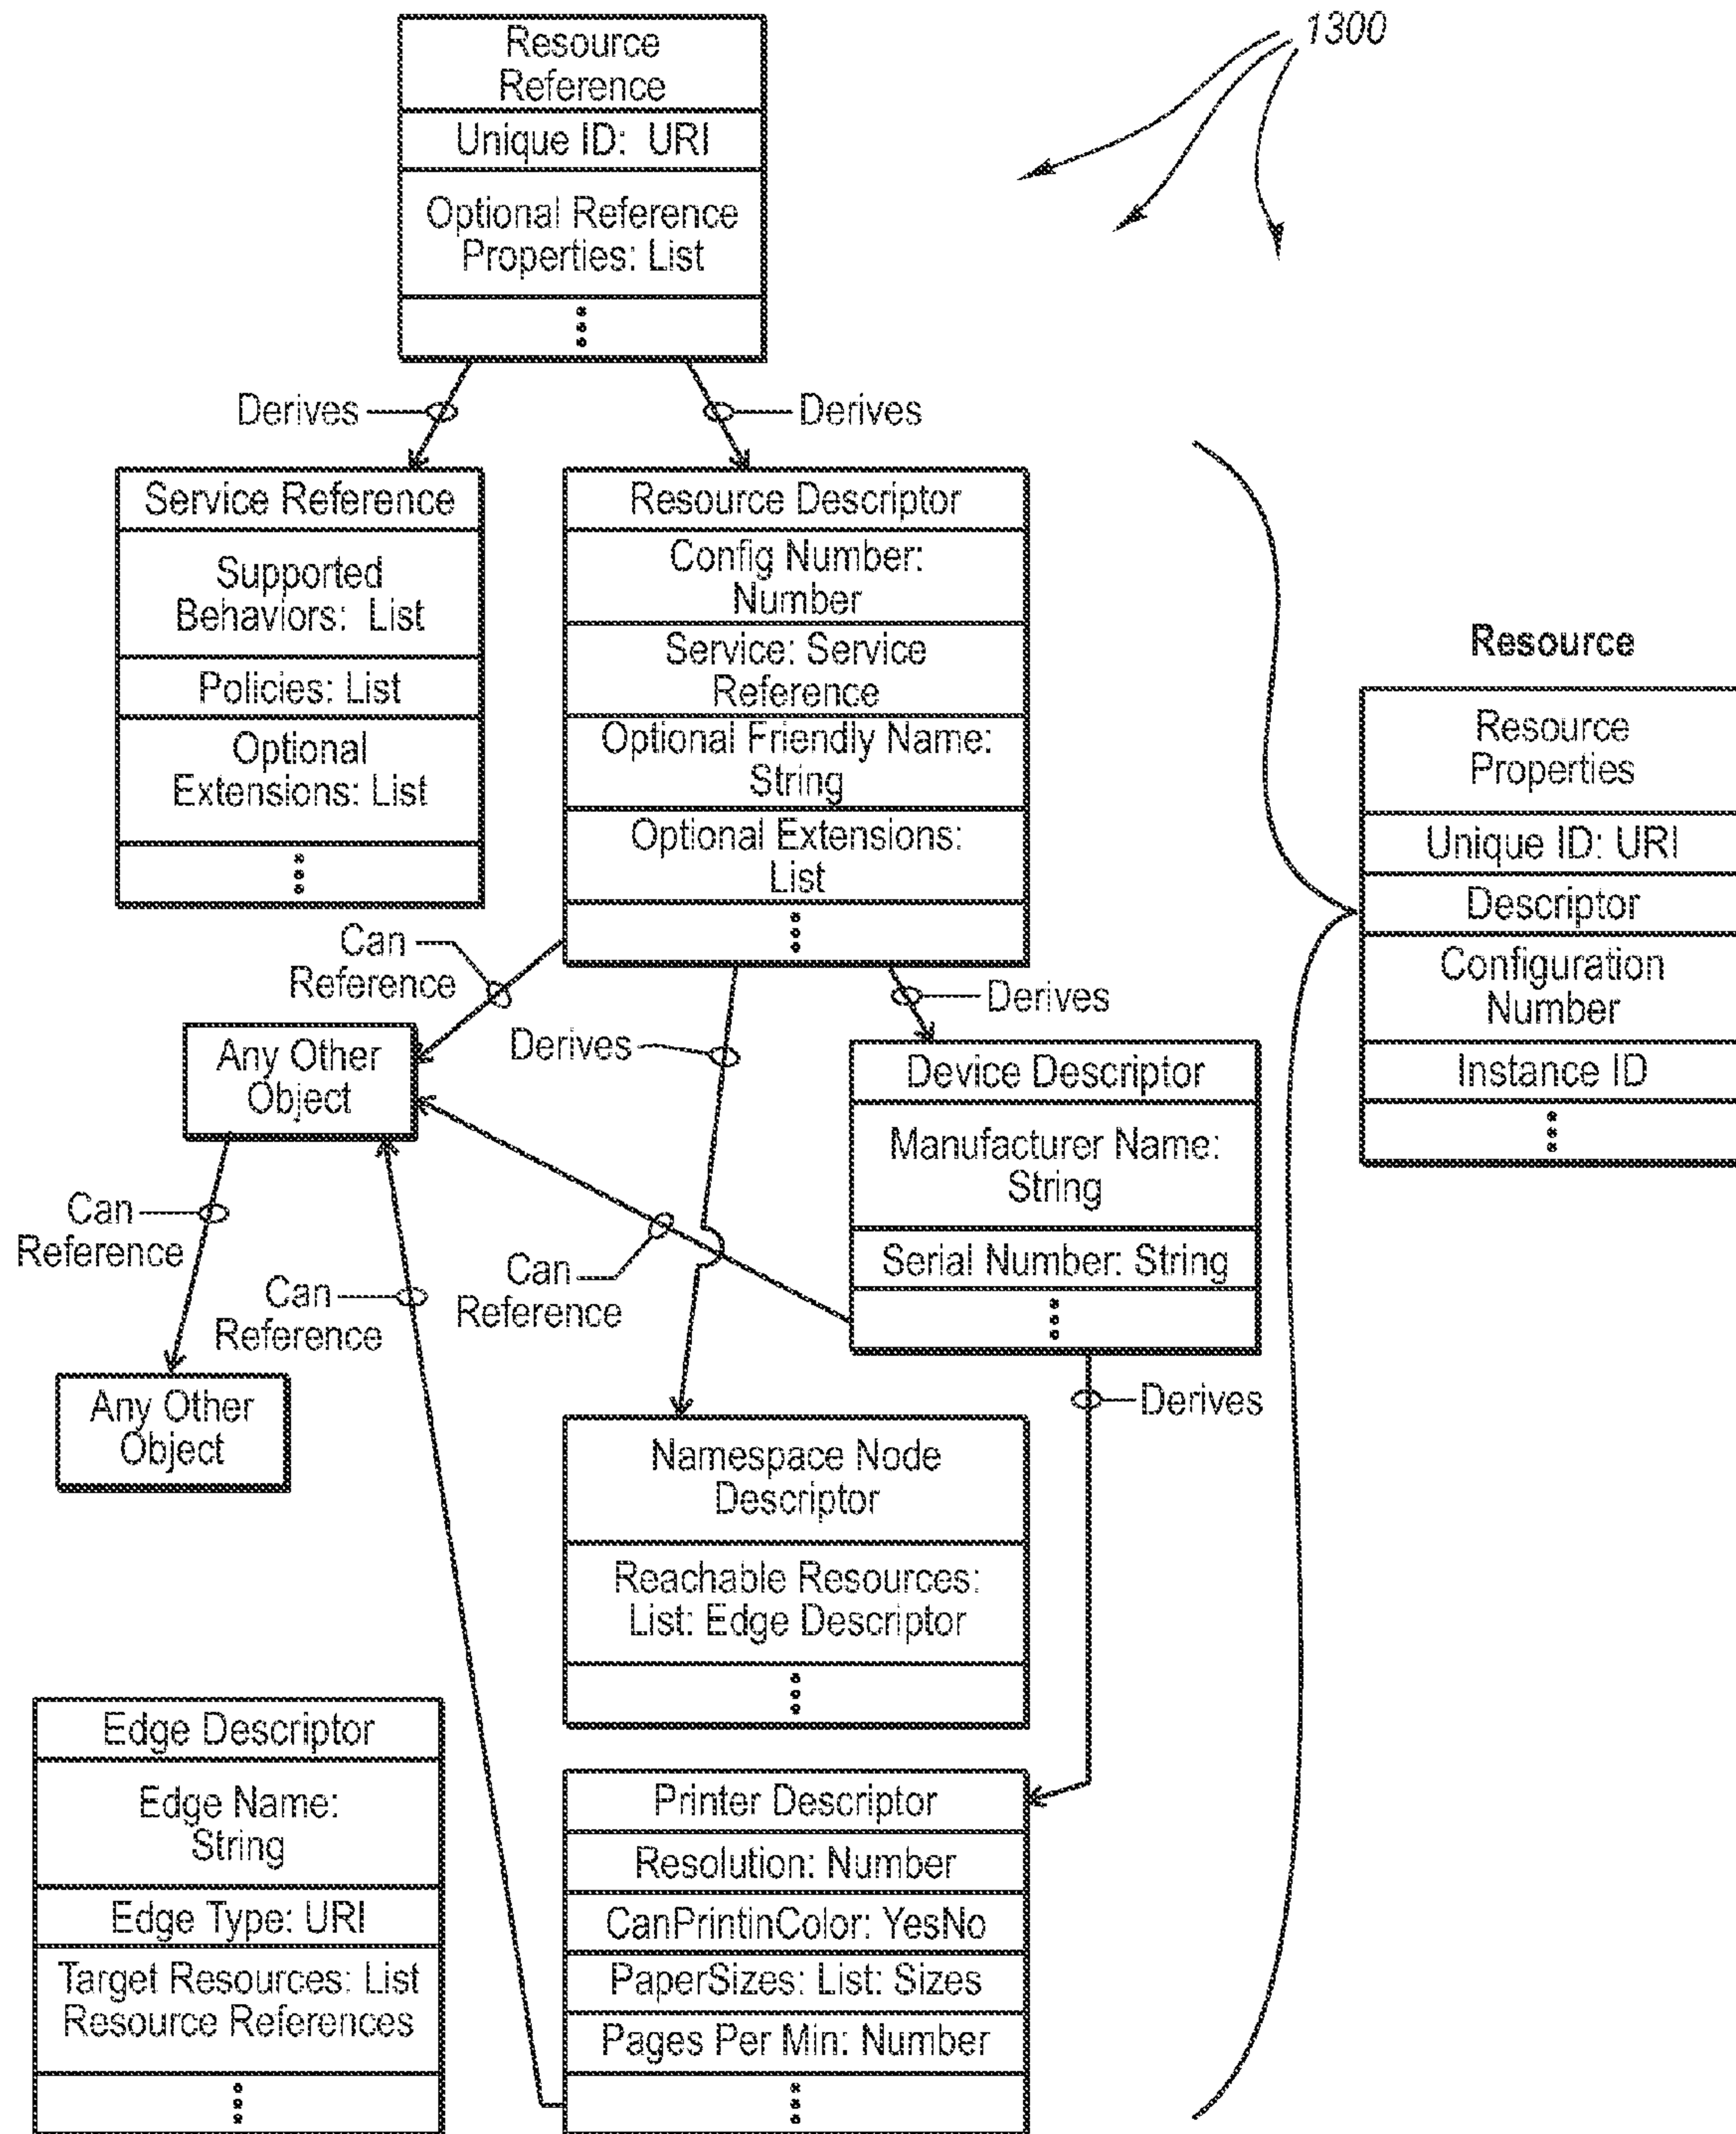 1300
Resource
Reference
Unique ID: URI
Optional Reference
Properties: List
Derives
Derives
Service Reference
Supported
Behaviors: List
Policies: List
Optional
Extensions: List
Resource Descriptor
Config Number:
Number
Service: Service
Reference
Optional Friendly Name:
String
Optional Extensions:
List
Resource
Resource
Properties
Unique ID: URI
Descriptor
Configuration
Number
Instance ID
Can
Reference
Derives
Derives
Any Other
Object
Device Descriptor
Manufacturer Name:
String
Serial Number: String
Can
Reference
Can
Reference
Can
Reference
Derives
Any Other
Object
Namespace Node
Descriptor
Reachable Resources:
List: Edge Descriptor
Edge Descriptor
Edge Name:
String
Edge Type: URI
Target Resources: List
Resource References
Printer Descriptor
Resolution: Number
CanPrintinColor: YesNo
PaperSizes: List: Sizes
Pages Per Min: Number